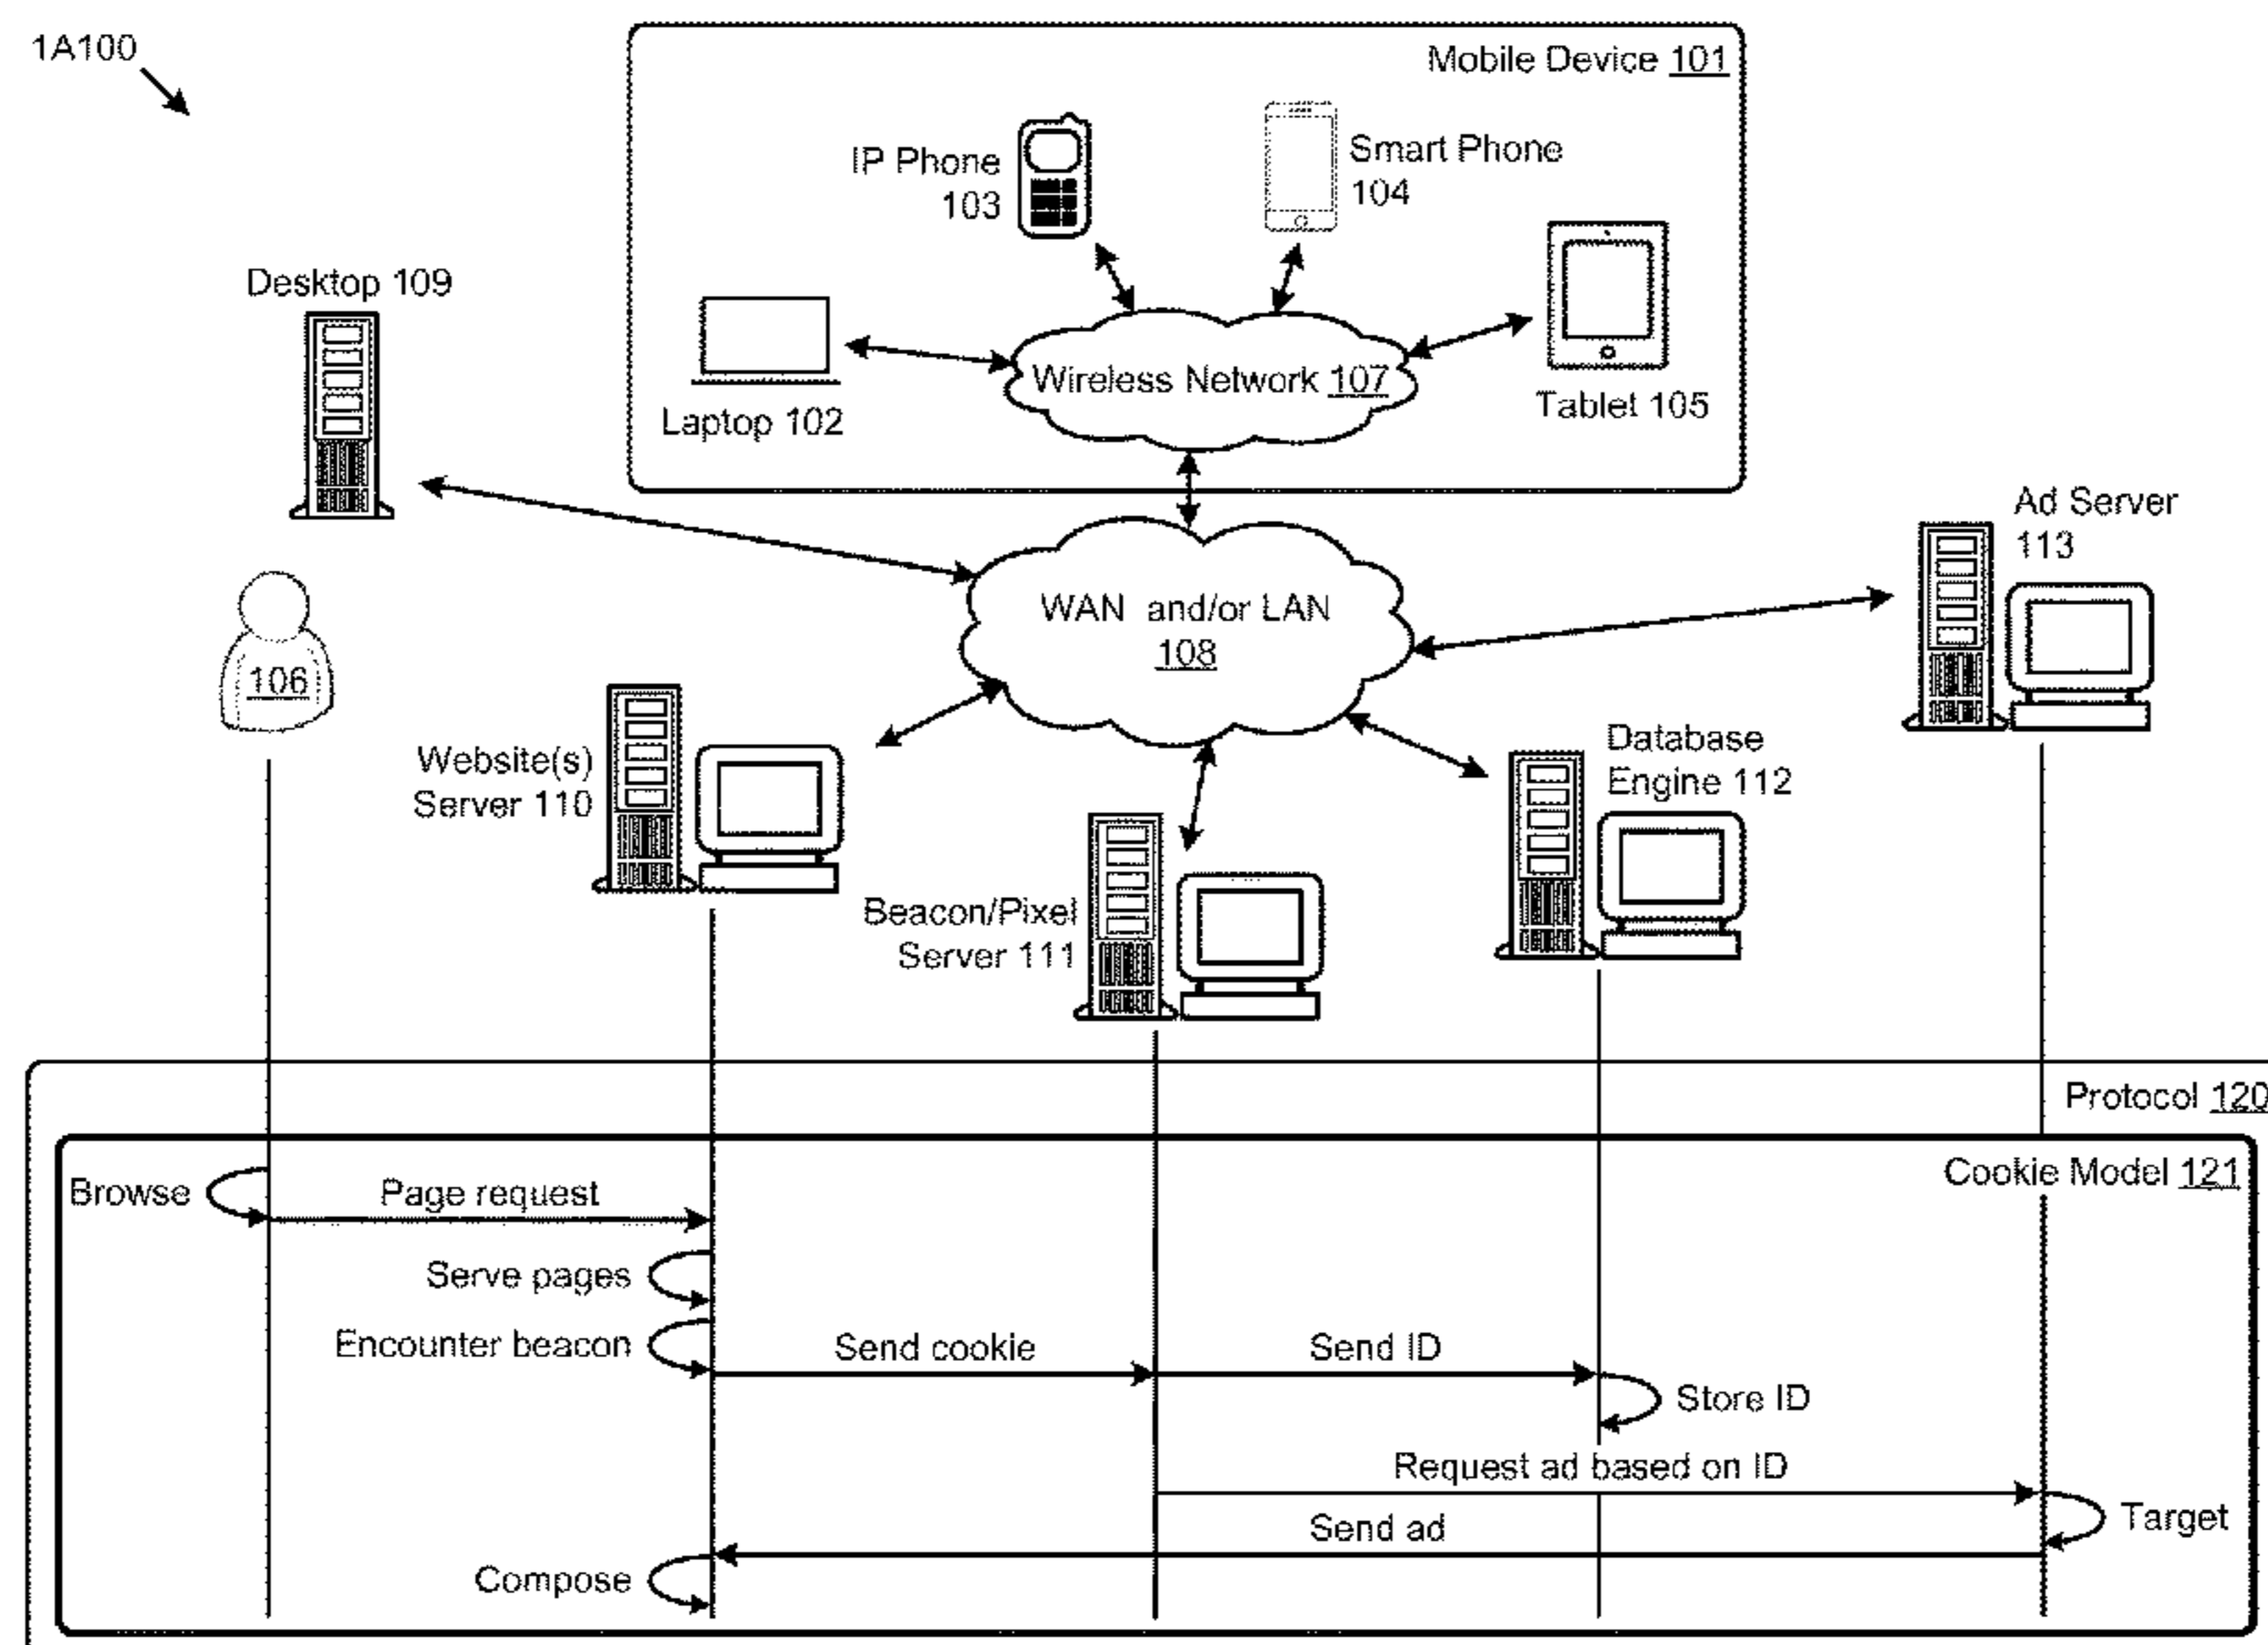 1A100
Mobile Device 101
IP Phone
103
Smart Phone
104
Desktop 109
Laptop 102
Wireless Network 107
Tablet 105
Ad Server
113
WAN and/or LAN
108
106
Website(s)
Server 110
Database
Engine 112
Beacon/Pixel
Server 111
Protocol 120
Cookie Model 121
Browse
Page request
Serve pages
Encounter beacon
Send cookie
Send ID
Store ID
Request ad based on ID
Target
Send ad
Compose